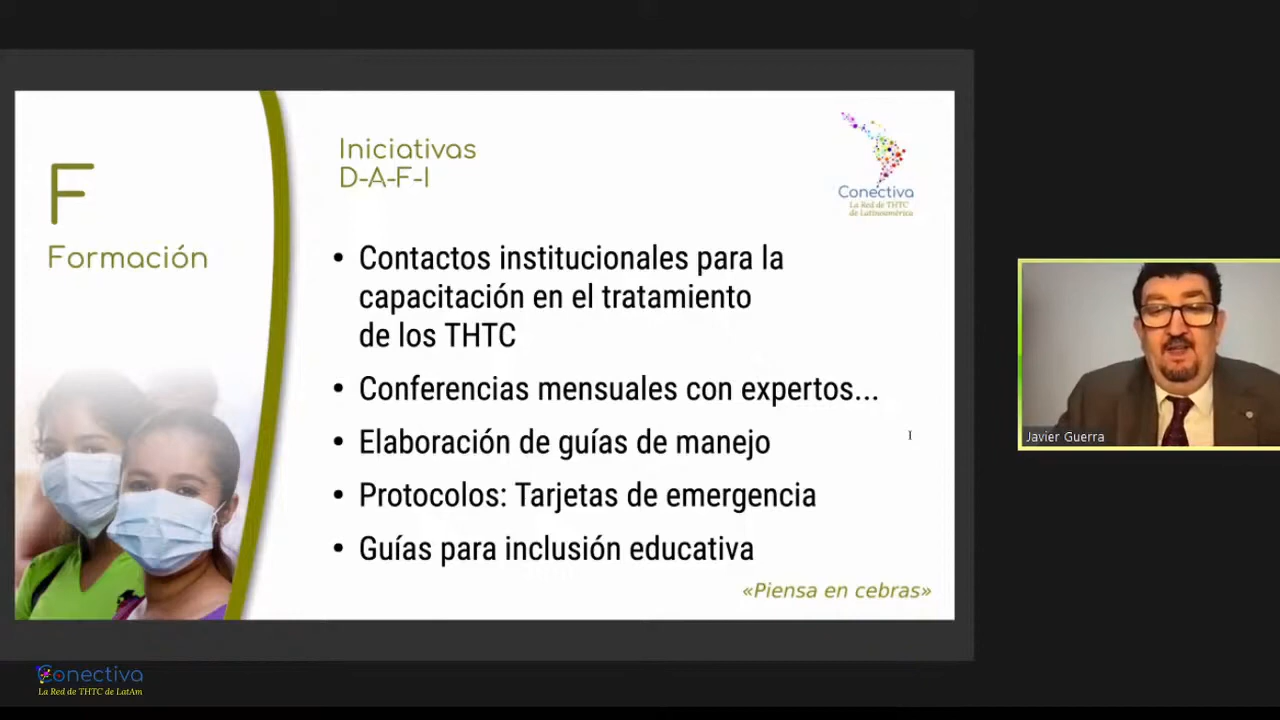 F
Formación
Iniciativas
D-A-F-I
Conectiva
La Red de THTC
de Latinoamérica
• Contactos institucionales para la
capacitación en el tratamiento
de los THTC
• Conferencias mensuales con expertos...
• Elaboración de guías de manejo
• Protocolos: Tarjetas de emergencia
• Guías para inclusión educativa
«Piensa en cebras»
Javier Guerra
Conectiva
La Red de THTC de LatAm